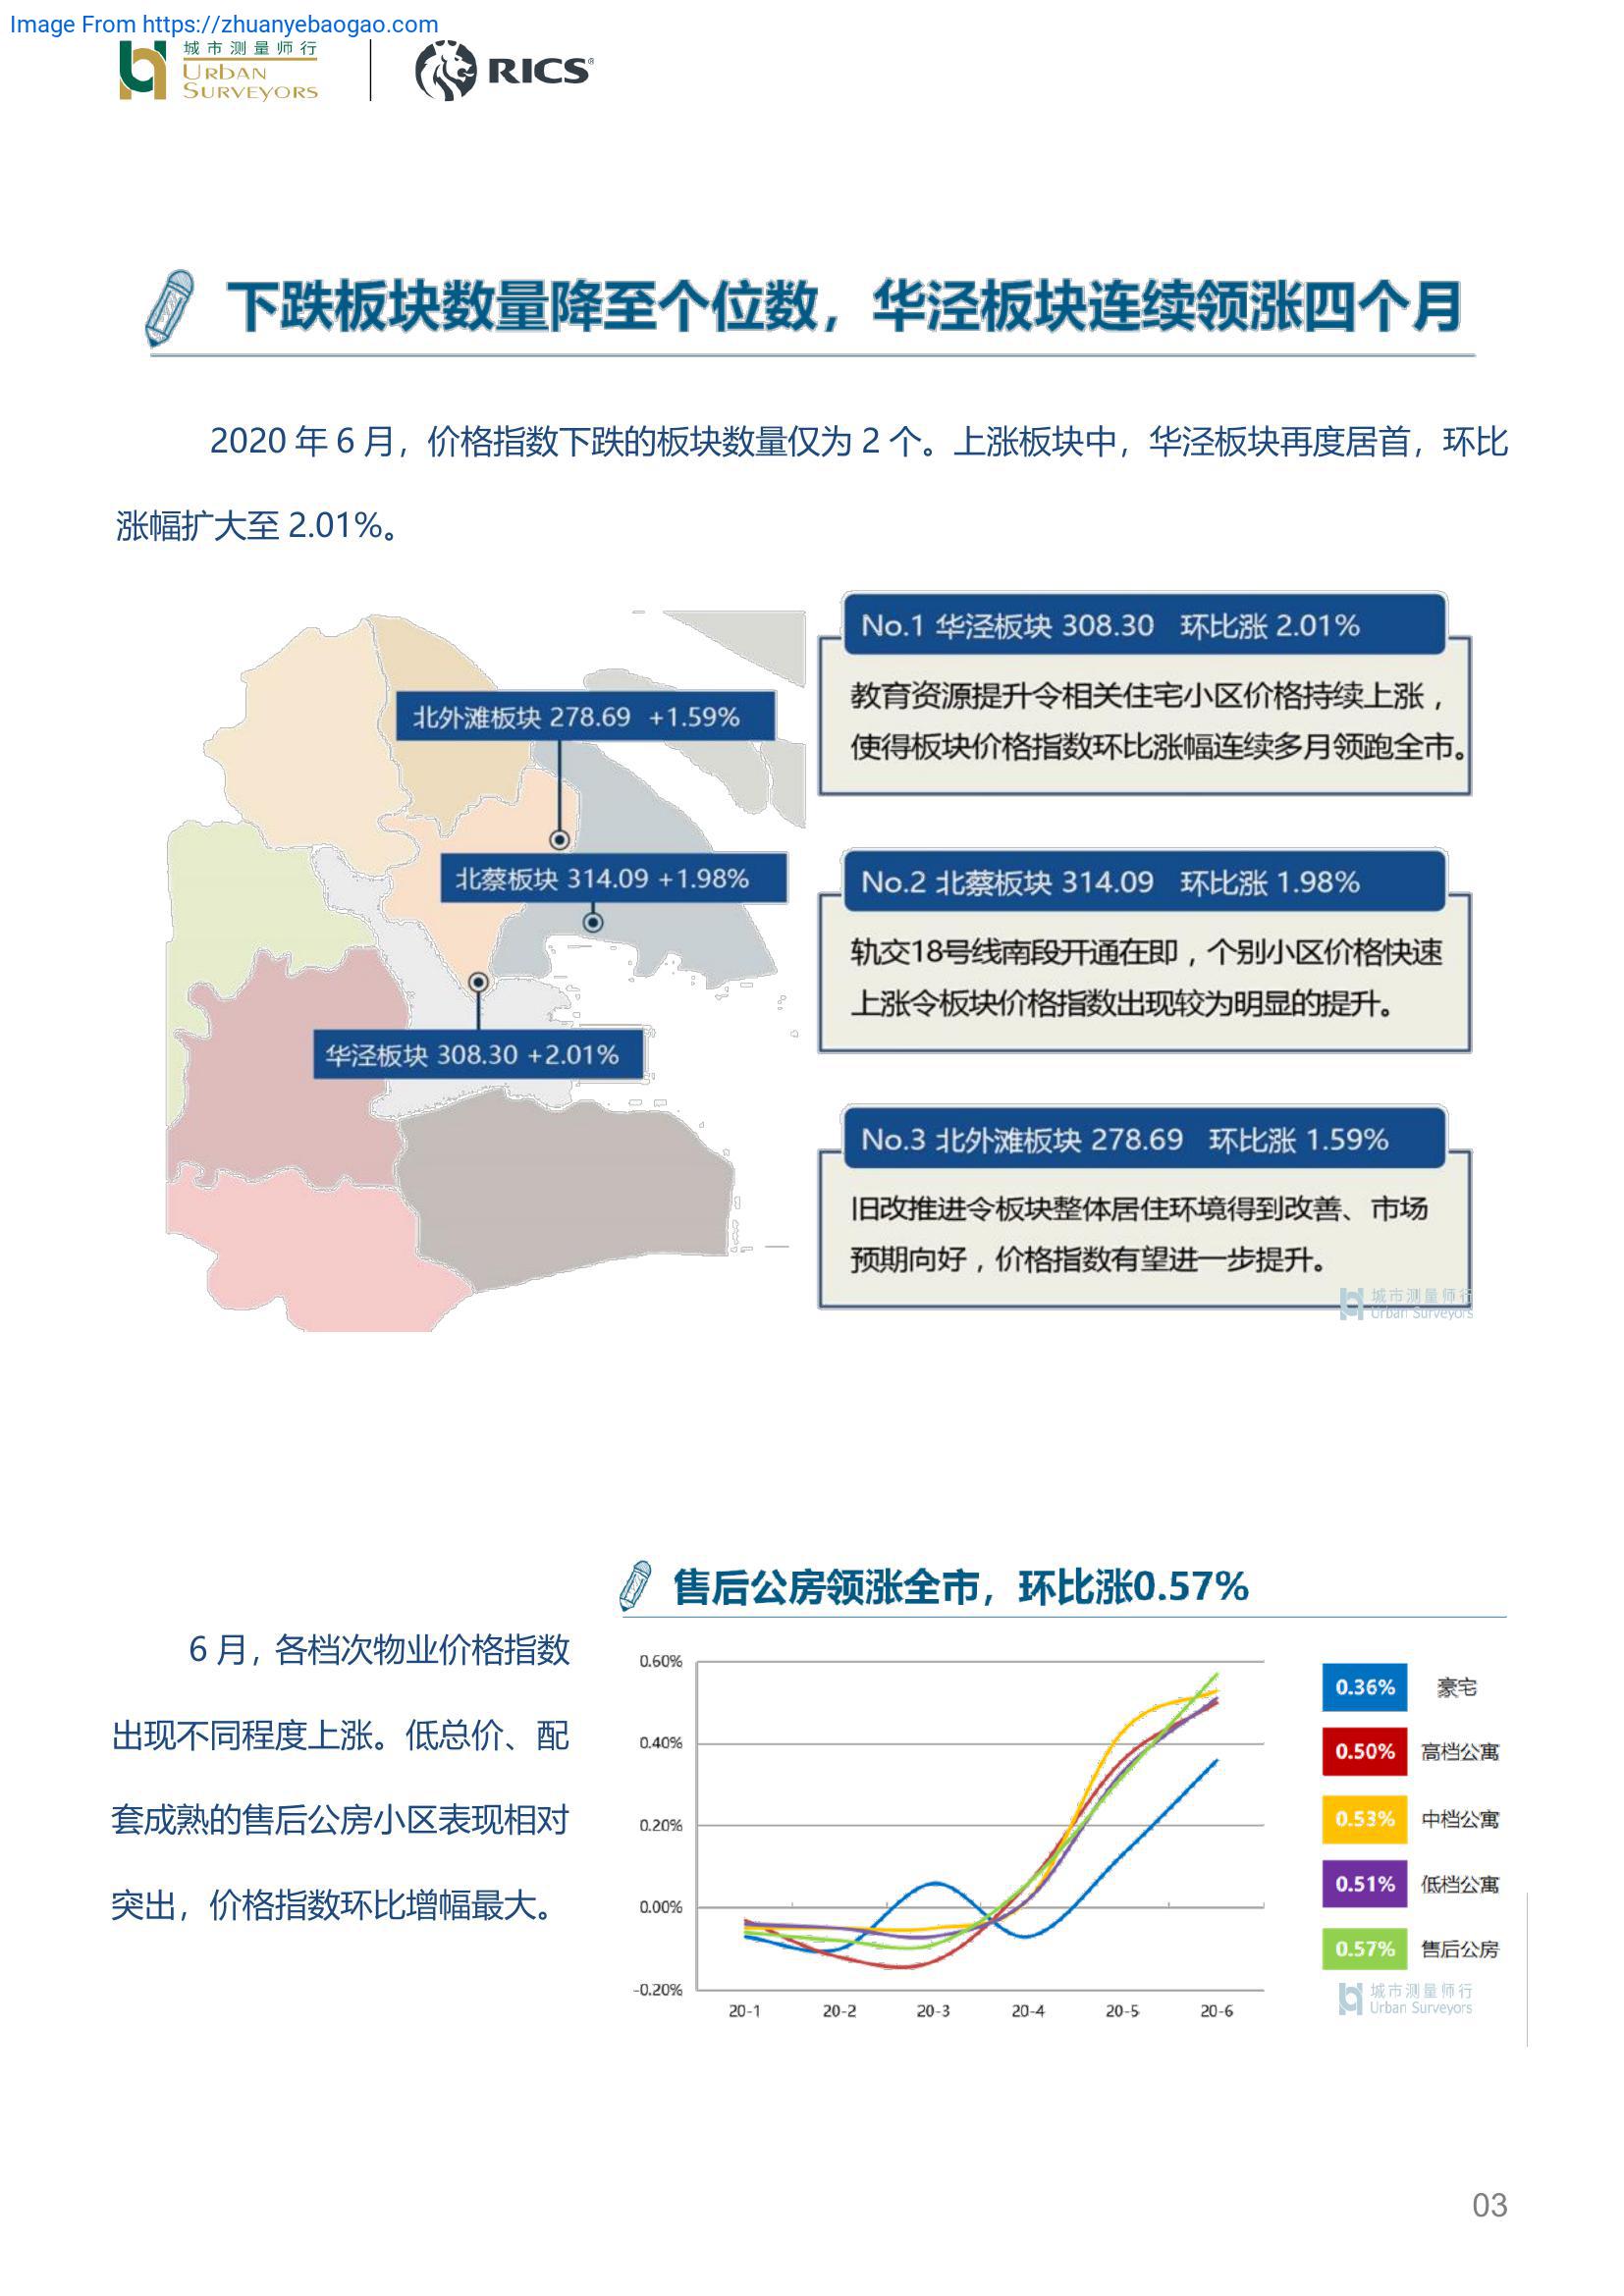 Image From https://zhuanyebaogao.com
城市测量师行
URbAN
SURVEYORS
RICS®
下跌板块数量降至个位数，华泾板块连续领涨四个月
2020 年 6 月，价格指数下跌的板块数量仅为 2 个。上涨板块中，华泾板块再度居首，环比
涨幅扩大至 2.01%。
北外滩板块 278.69 +1.59%
北蔡板块 314.09 +1.98%
华泾板块 308.30 +2.01%
No.1 华泾板块 308.30 环比涨 2.01%
教育资源提升令相关住宅小区价格持续上涨，
使得板块价格指数环比涨幅连续多月领跑全市。
No.2 北蔡板块 314.09 环比涨 1.98%
轨交18号线南段开通在即，个别小区价格快速
上涨令板块价格指数出现较为明显的提升。
No.3 北外滩板块 278.69 环比涨 1.59%
旧改推进令板块整体居住环境得到改善、市场
预期向好，价格指数有望进一步提升。
城市测量师行
Urban Surveyors
6 月，各档次物业价格指数
出现不同程度上涨。低总价、配
套成熟的售后公房小区表现相对
突出，价格指数环比增幅最大。
售后公房领涨全市，环比涨0.57%
0.60%
0.40%
0.20%
0.00%
-0.20%
20-1 20-2 20-3 20-4 20-5 20-6
0.36% 豪宅
0.50% 高档公寓
0.53% 中档公寓
0.51% 低档公寓
0.57% 售后公房
城市测量师行
Urban Surveyors
03